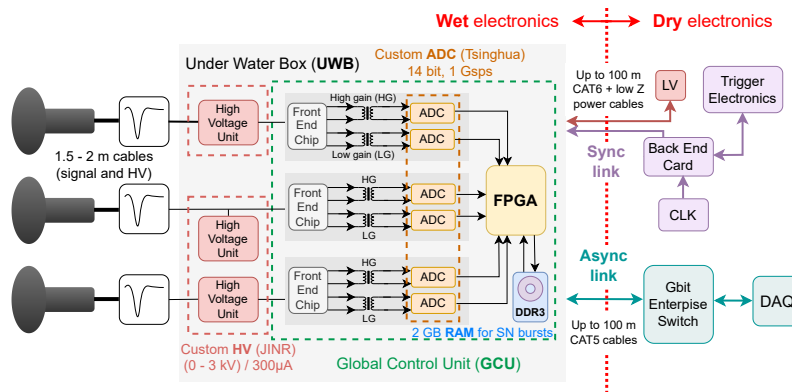 Wet electronics
Dry electronics
Under Water Box (UWB)
Custom ADC (Tsinghua)
14 bit, 1 Gsps
Up to 100 m
CAT6 + low Z
power cables
LV
Trigger
Electronics
High
Voltage
Unit
High gain (HG)
Front
End
Chip
Low gain (LG)
ADC
ADC
1.5 - 2 m cables
(signal and HV)
Sync
link
Back End
Card
CLK
High
Voltage
Unit
HG
Front
End
Chip
LG
ADC
ADC
FPGA
High
Voltage
Unit
HG
Front
End
Chip
LG
ADC
ADC
DDR3
2 GB RAM for SN bursts
Async
link
Up to 100 m
CAT5 cables
Gbit
Enterpise
Switch
DAQ
Custom HV (JINR)
(0 - 3 kV) / 300µA
Global Control Unit (GCU)